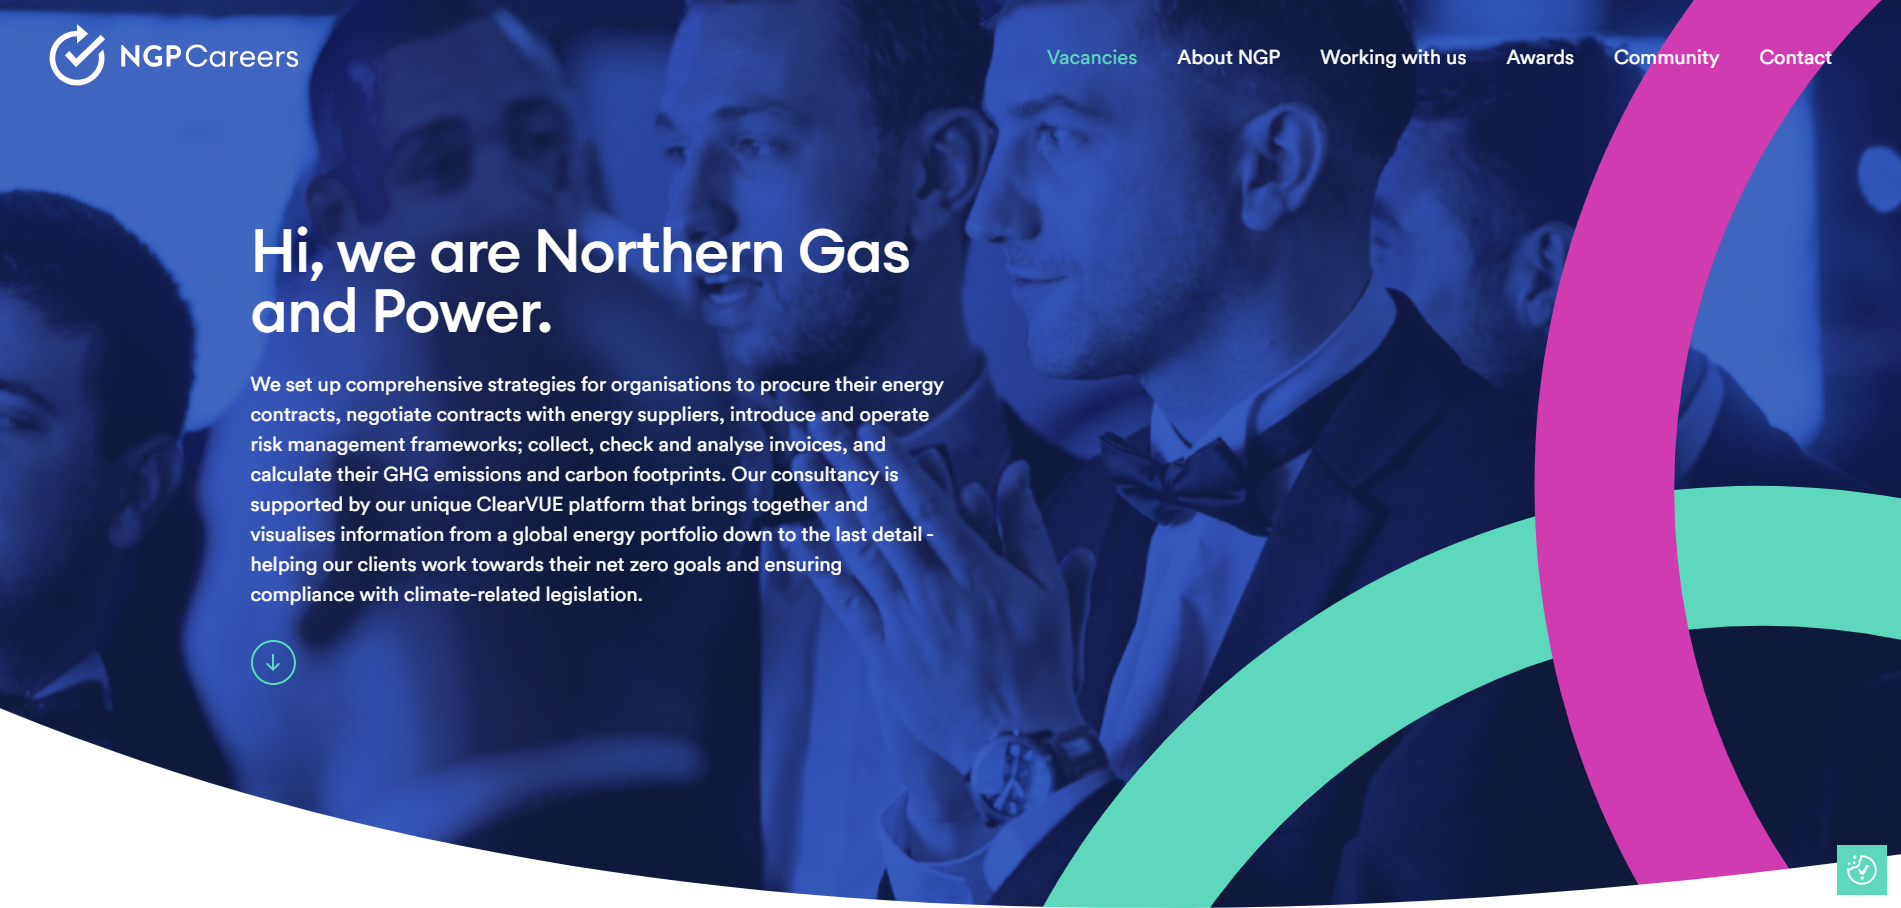 NGPCareers
Vacancies About NGP Working with us Awards Community Contact
Hi, we are Northern Gas
and Power.
We set up comprehensive strategies for organisations to procure their energy
contracts, negotiate contracts with energy suppliers, introduce and operate
risk management frameworks; collect, check and analyse invoices, and
calculate their GHG emissions and carbon footprints. Our consultancy is
supported by our unique ClearVUE platform that brings together and
visualises information from a global energy portfolio down to the last detail -
helping our clients work towards their net zero goals and ensuring
compliance with climate-related legislation.